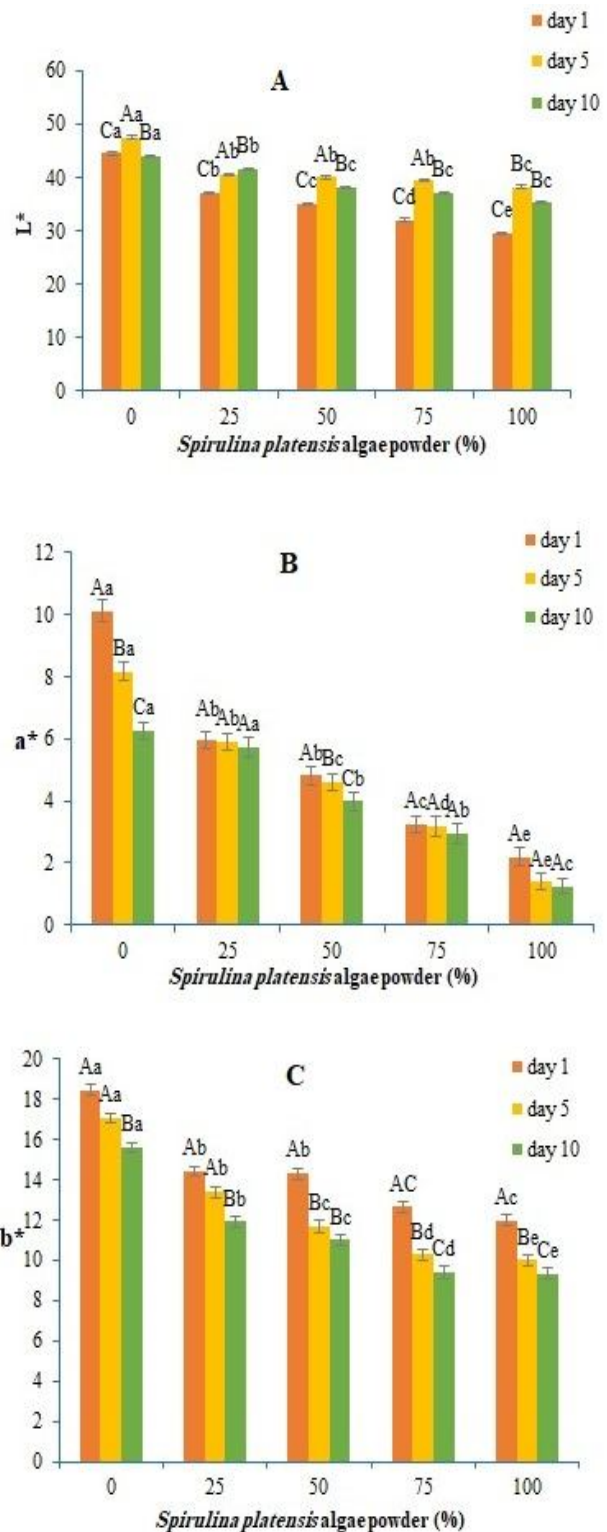 A
day 1
day 5
day 10
60
50
40
30
20
10
0
L*
Ca Aa Ba
Cb Ab Bb
Cc Ab Bc
Cd Ab Bc
Ce Bc Bc
0 25 50 75 100
Spirulina platensis algae powder (%)
B
day 1
day 5
day 10
12
10
8
6
4
2
0
a*
Aa Ba Ca
Ab Ab Aa
Ab Bc Cb
Ac Ad Ab
Ae Ae Ac
0 25 50 75 100
Spirulina platensis algae powder (%)
C
day 1
day 5
day 10
20
18
16
14
12
10
8
6
4
2
0
b*
Aa Aa Ba
Ab Ab Bb
Ab Bc Bc
AC Bd Cd
Ac Be Ce
0 25 50 75 100
Spirulina platensis algae powder (%)